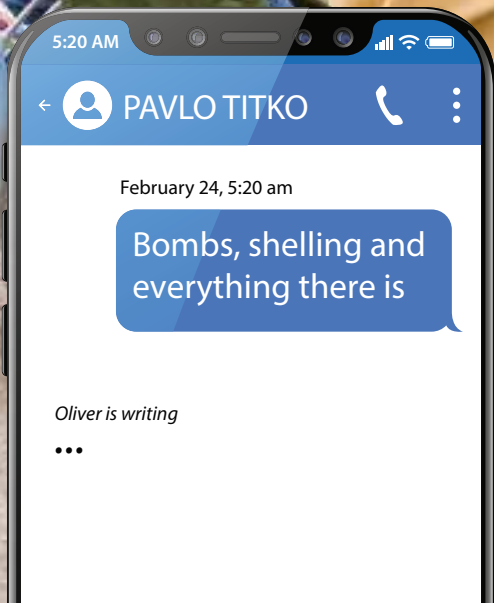 5:20 AM
PAVLO TITKO
February 24, 5:20 am
Bombs, shelling and
everything there is
Oliver is writing